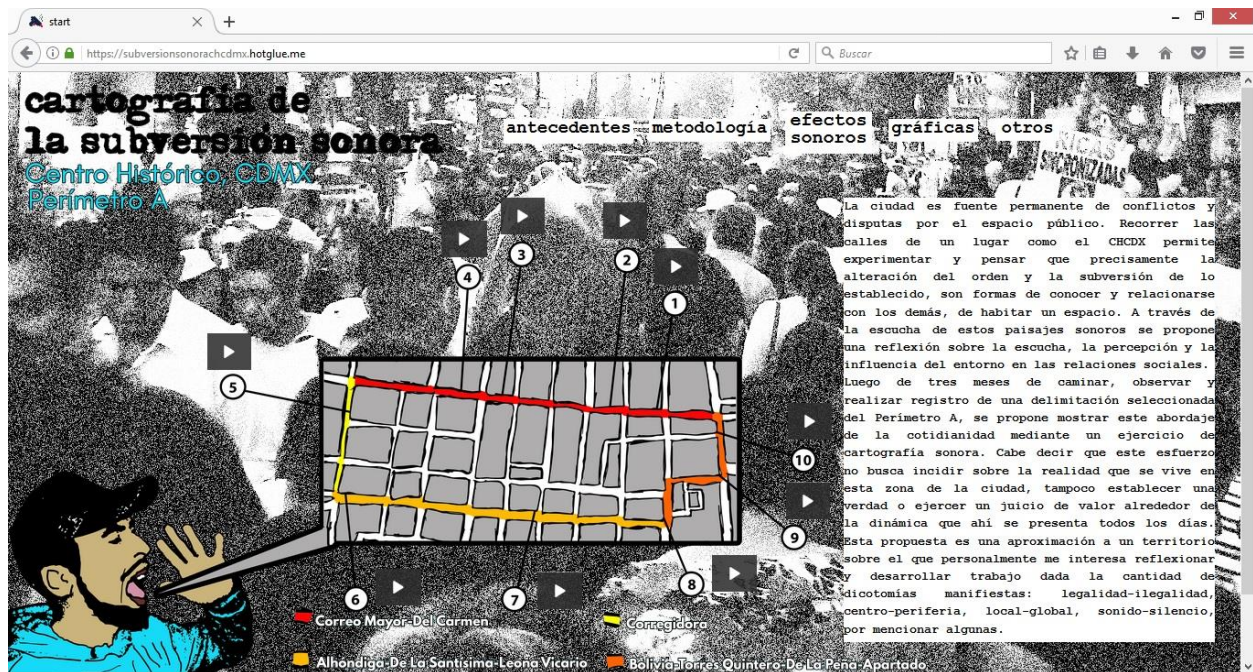 start
https://subversionsonorachcdmx.hotglue.me
Buscar
cartografía de
la subversión sonora
Centro Histórico, CDMX
Perímetro A
antecedentes
metodología
efectos
sonoros
gráficas
otros
SINCRONIZADAS
La ciudad es fuente permanente de conflictos y
disputas por el espacio público. Recorrer las
calles de un lugar como el CHCDX permite
experimentar y pensar que precisamente la
alteración del orden y la subversión de lo
establecido, son formas de conocer y relacionarse
con los demás, de habitar un espacio. A través de
la escucha de estos paisajes sonoros se propone
una reflexión sobre la escucha, la percepción y la
influencia del entorno en las relaciones sociales.
Luego de tres meses de caminar, observar y
realizar registro de una delimitación seleccionada
del Perímetro A, se propone mostrar este abordaje
de la cotidianidad mediante un ejercicio de
cartografía sonora. Cabe decir que este esfuerzo
no busca incidir sobre la realidad que se vive en
esta zona de la ciudad, tampoco establecer una
verdad o ejercer un juicio de valor alrededor de
la dinámica que ahí se presenta todos los días.
Esta propuesta es una aproximación a un territorio
sobre el que personalmente me interesa reflexionar
y desarrollar trabajo dada la cantidad de
dicotomías manifiestas: legalidad-ilegalidad,
centro-periferia, local-global, sonido-silencio,
por mencionar algunas.
4
3
2
1
5
10
9
6
7
8
Correo Mayor-Del Carmen
Corregidora
Alhóndiga-De La Santísima-Leona Vicario
Bolivia-Torres Quintero-De La Peña-Apartado